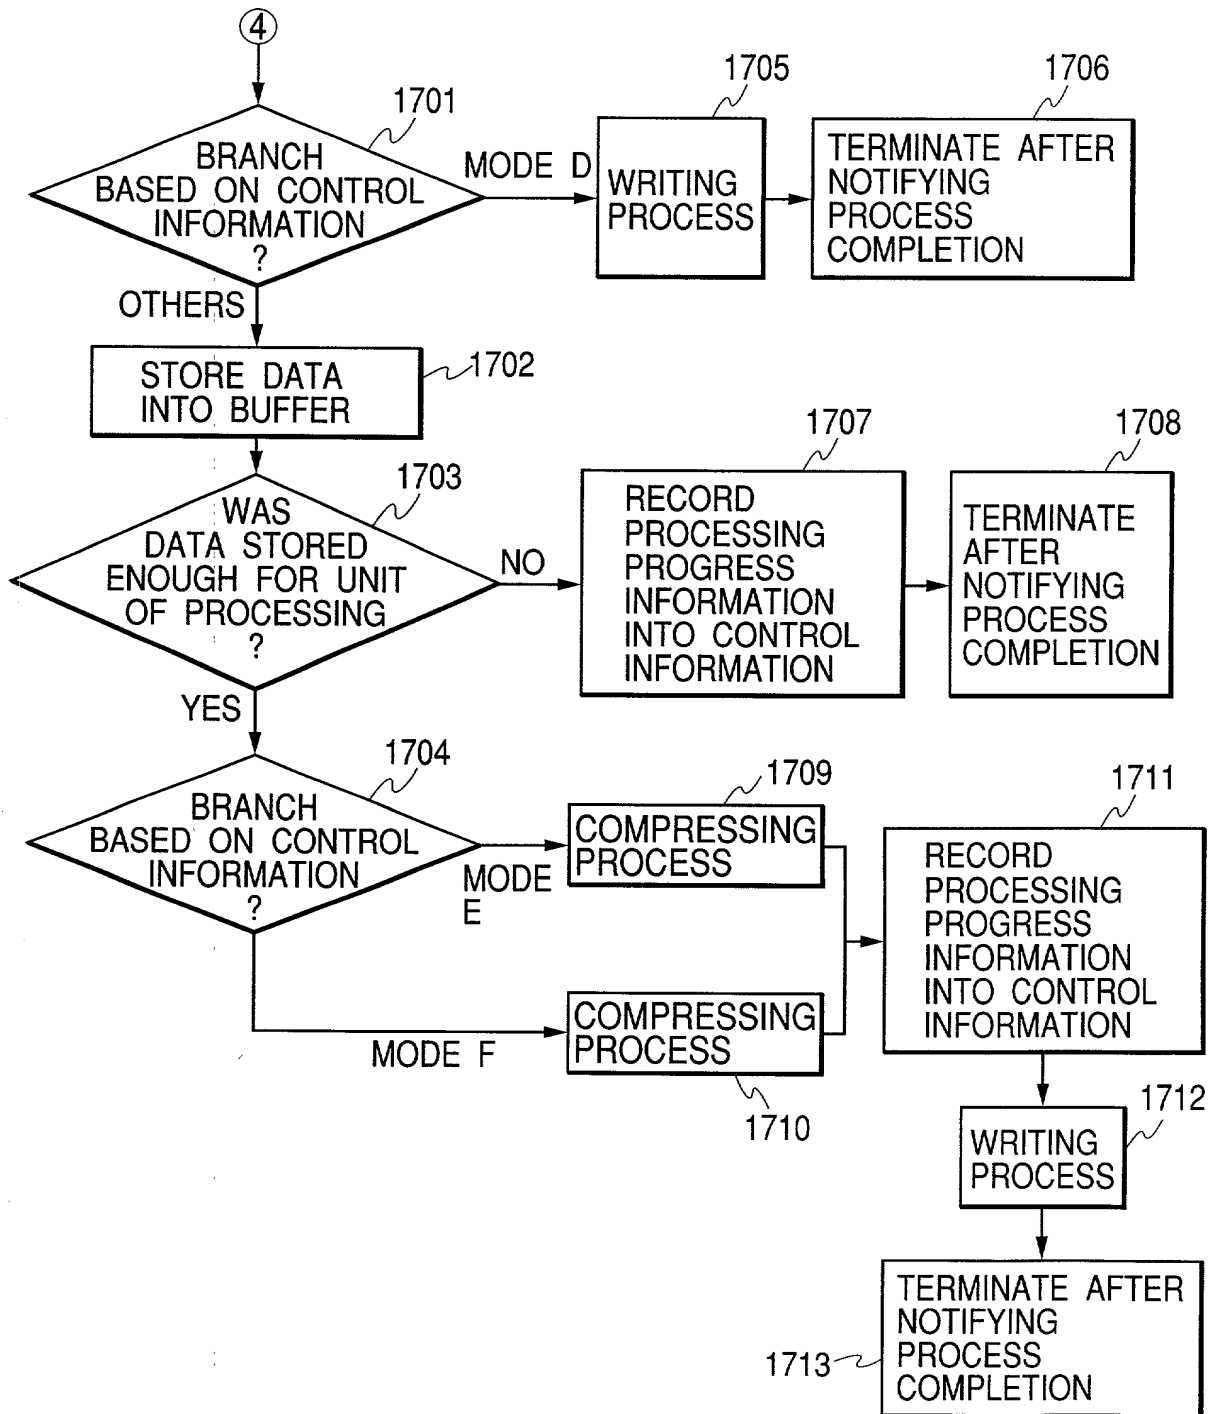 4
1701
BRANCH
BASED ON CONTROL
INFORMATION
?
MODE D
1705
WRITING
PROCESS
1706
TERMINATE AFTER
NOTIFYING
PROCESS
COMPLETION
OTHERS
STORE DATA
INTO BUFFER
1702
1703
WAS
DATA STORED
ENOUGH FOR UNIT
OF PROCESSING
?
NO
1707
RECORD
PROCESSING
PROGRESS
INFORMATION
INTO CONTROL
INFORMATION
1708
TERMINATE
AFTER
NOTIFYING
PROCESS
COMPLETION
YES
1704
BRANCH
BASED ON CONTROL
INFORMATION
?
MODE
E
1709
COMPRESSING
PROCESS
MODE F
COMPRESSING
PROCESS
1710
1711
RECORD
PROCESSING
PROGRESS
INFORMATION
INTO CONTROL
INFORMATION
1712
WRITING
PROCESS
TERMINATE AFTER
NOTIFYING
PROCESS
COMPLETION
1713